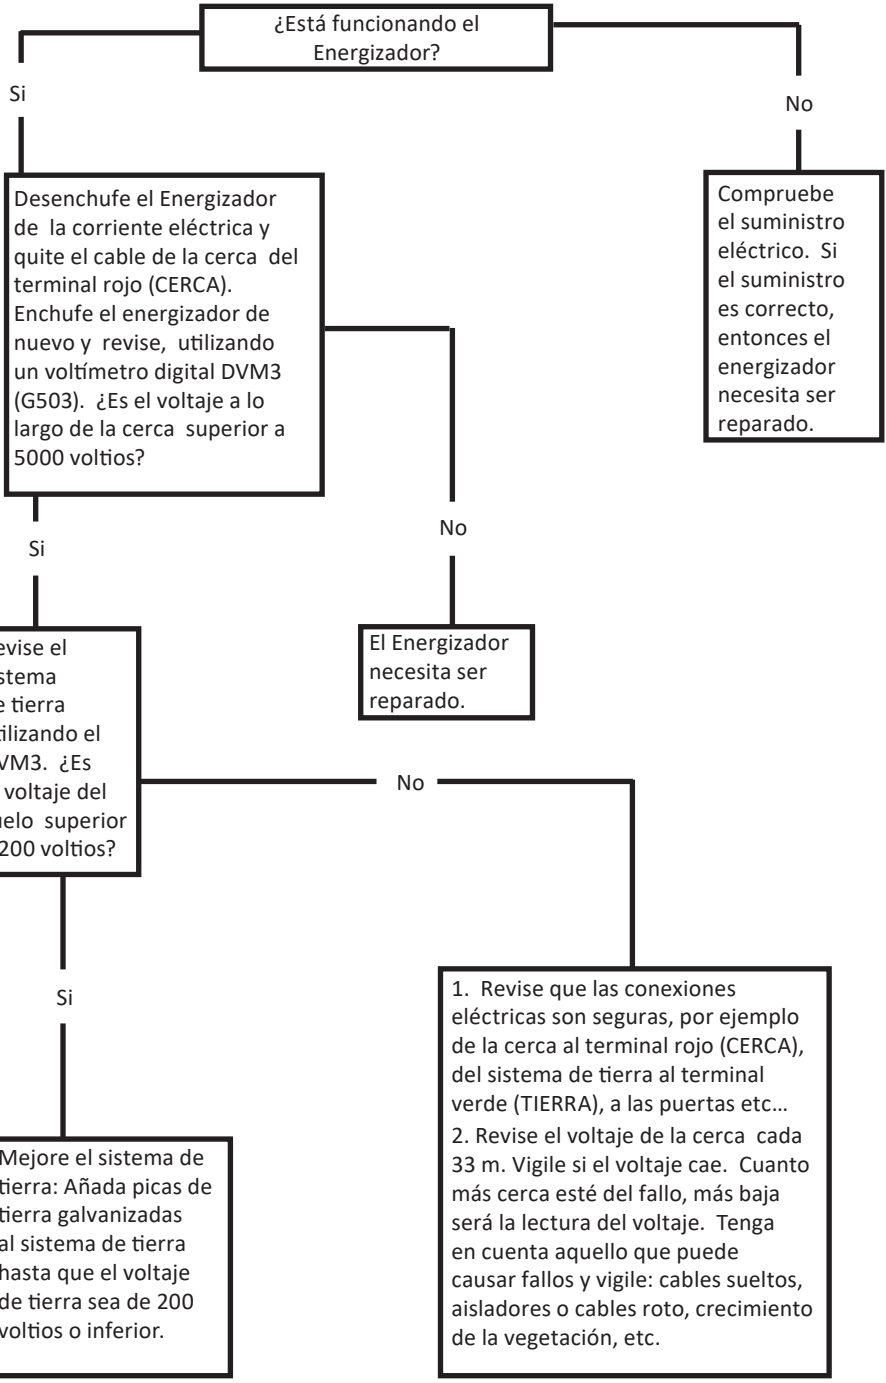 ¿Está funcionando el
Energizador?
Si
No
Desenchufe el Energizador
de la corriente eléctrica y
quite el cable de la cerca del
terminal rojo (CERCA).
Enchufe el energizador de
nuevo y revise, utilizando
un voltímetro digital DVM3
(G503). ¿Es el voltaje a lo
largo de la cerca superior a
5000 voltios?
Compruebe
el suministro
eléctrico. Si
el suministro
es correcto,
entonces el
energizador
necesita ser
reparado.
Si
No
evise el
stema
e tierra
tilizando el
VM3. ¿Es
voltaje del
uelo superior
200 voltios?
El Energizador
necesita ser
reparado.
No
Si
1. Revise que las conexiones
eléctricas son seguras, por ejemplo
de la cerca al terminal rojo (CERCA),
del sistema de tierra al terminal
verde (TIERRA), a las puertas etc...
2. Revise el voltaje de la cerca cada
33 m. Vigile si el voltaje cae. Cuanto
más cerca esté del fallo, más baja
será la lectura del voltaje. Tenga
en cuenta aquello que puede
causar fallos y vigile: cables sueltos,
aisladores o cables roto, crecimiento
de la vegetación, etc.
Mejore el sistema de
tierra: Añada picas de
tierra galvanizadas
al sistema de tierra
hasta que el voltaje
de tierra sea de 200
voltios o inferior.